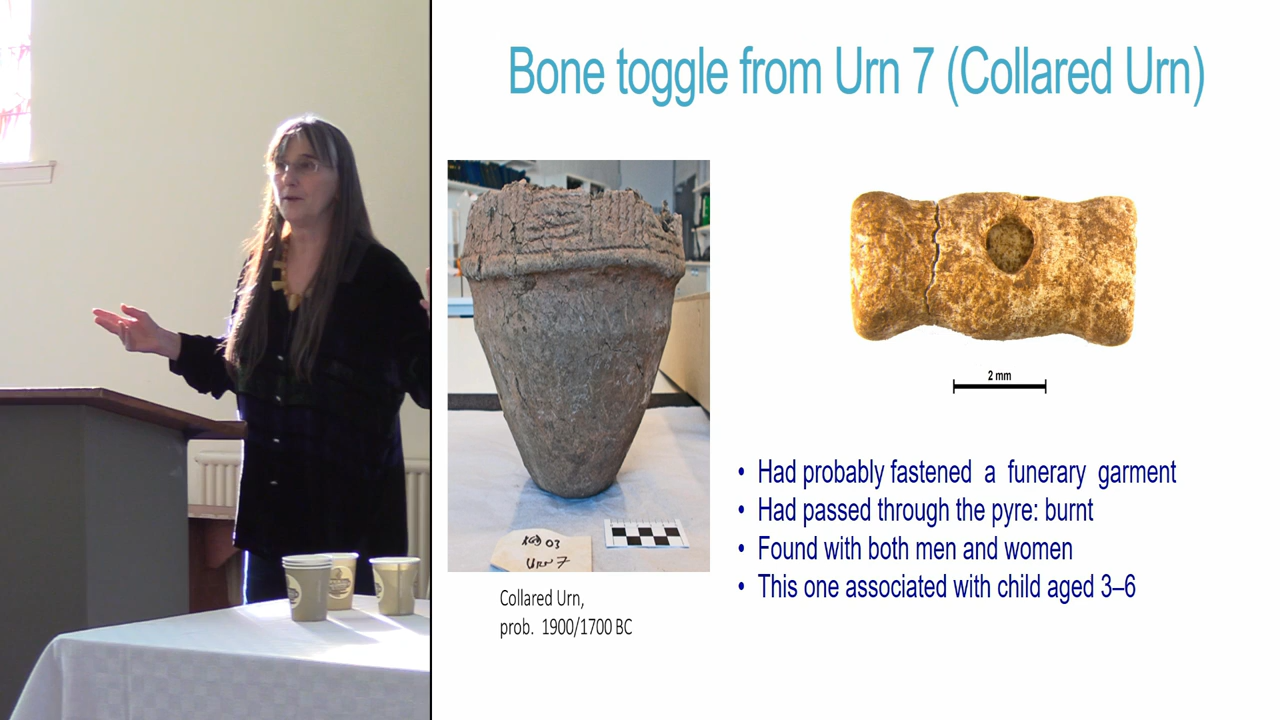 Bone toggle from Urn 7 (Collared Urn)
2 mm
• Had probably fastened a funerary garment
• Had passed through the pyre: burnt
• Found with both men and women
• This one associated with child aged 3–6
03
Urn 7
Collared Urn,
prob. 1900/1700 BC